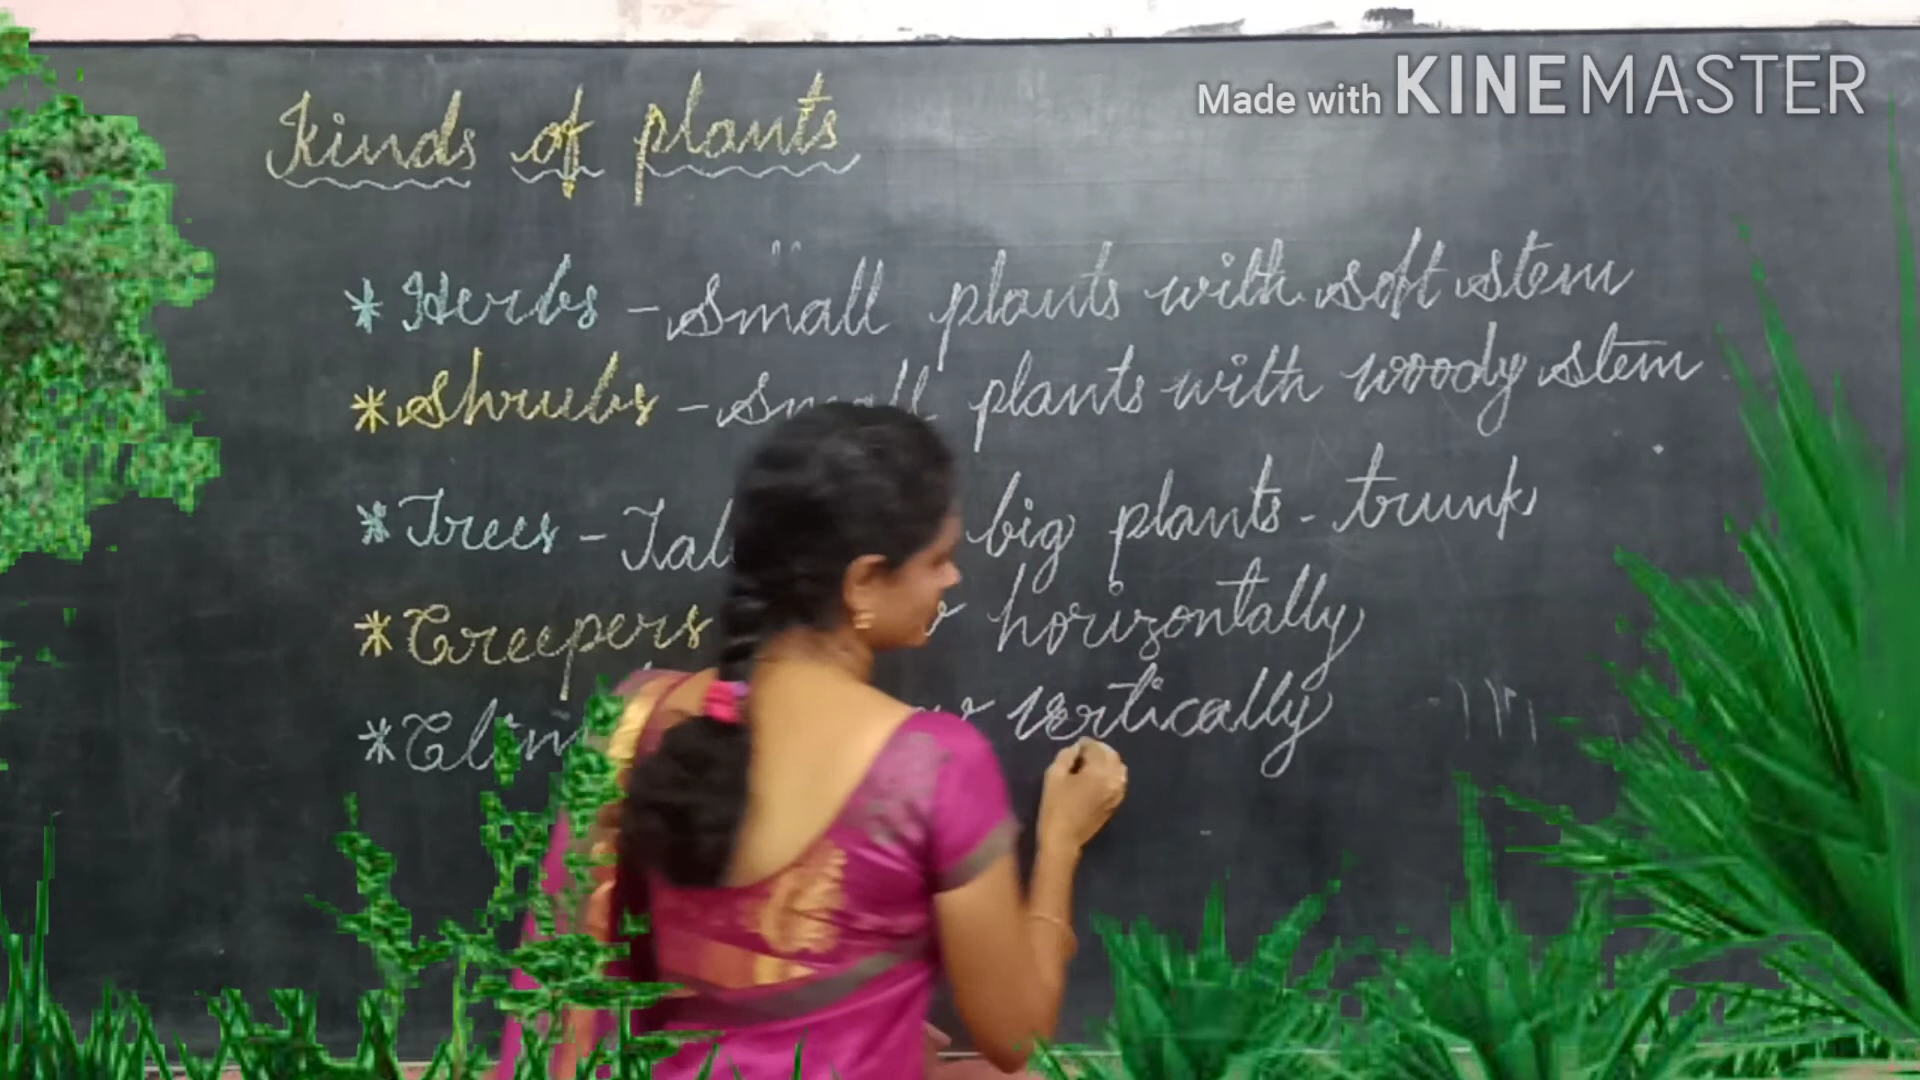 Made with KINEMASTER
Kinds of plants
* Herbs - Small plants with soft stem
* Shrubs - Small plants with woody stem
* Trees - big plants - trunk
* Creepers horizontally
* vertically